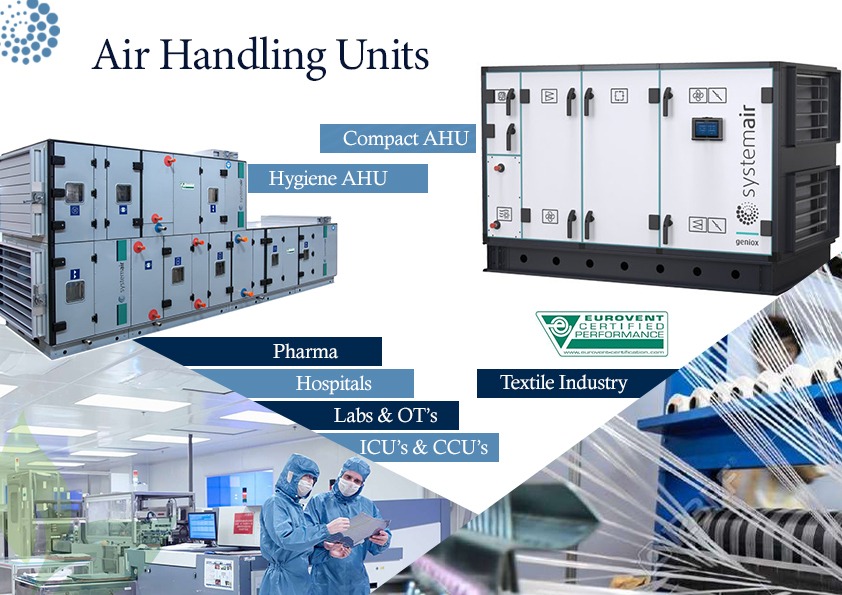 Air Handling Units
Compact AHU
Hygiene AHU
systemair
geniox
systemair
EUROVENT
CERTIFIED
PERFORMANCE
www.eurovent-certification.com
Pharma
Hospitals
Textile Industry
Labs & OT's
ICU's & CCU's